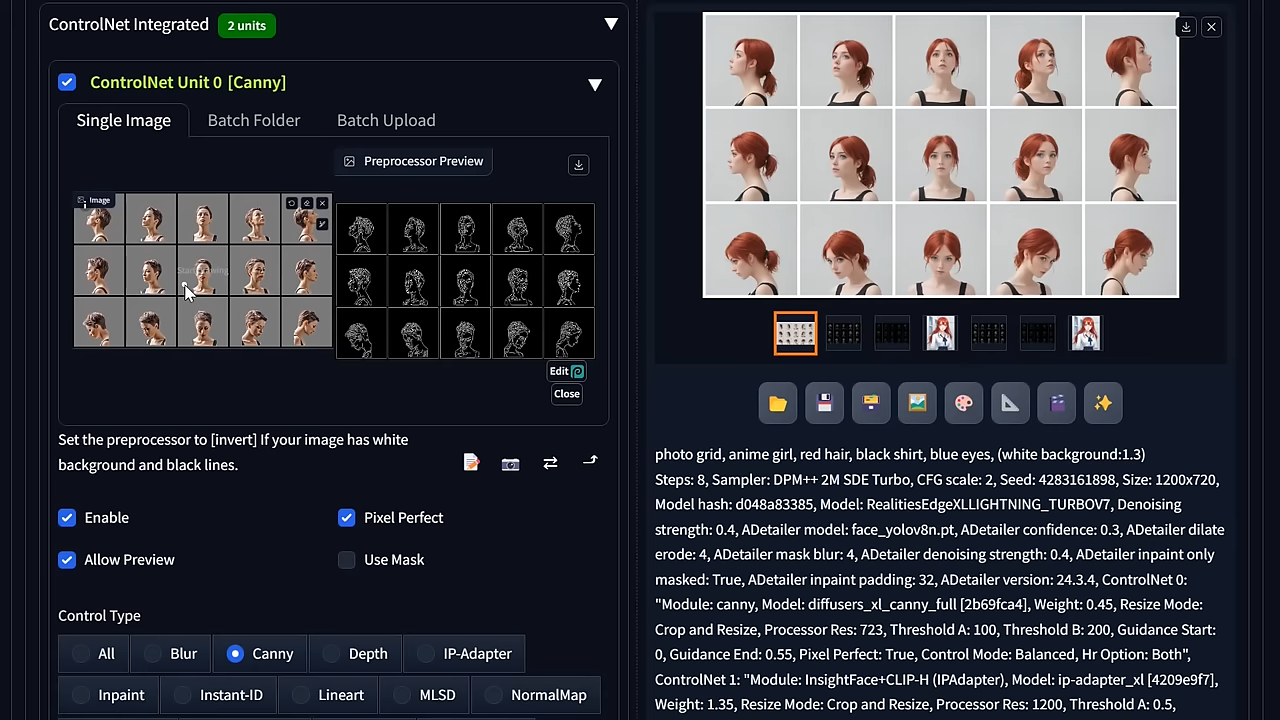 ControlNet Integrated 2 units
ControlNet Unit 0 [Canny]
Single Image Batch Folder Batch Upload
Preprocessor Preview
Image
Start drawing
Edit
Close
Set the preprocessor to [invert] If your image has white
background and black lines.
Enable Pixel Perfect
Allow Preview Use Mask
Control Type
All Blur Canny Depth IP-Adapter
Inpaint Instant-ID Lineart MLSD NormalMap
photo grid, anime girl, red hair, black shirt, blue eyes, (white background:1.3)
Steps: 8, Sampler: DPM++ 2M SDE Turbo, CFG scale: 2, Seed: 4283161898, Size: 1200x720,
Model hash: d048a83385, Model: RealitiesEdgeXLLIGHTNING_TURBOV7, Denoising
strength: 0.4, ADetailer model: face_yolov8n.pt, ADetailer confidence: 0.3, ADetailer dilate
erode: 4, ADetailer mask blur: 4, ADetailer denoising strength: 0.4, ADetailer inpaint only
masked: True, ADetailer inpaint padding: 32, ADetailer version: 24.3.4, ControlNet 0:
"Module: canny, Model: diffusers_xl_canny_full [2b69fca4], Weight: 0.45, Resize Mode:
Crop and Resize, Processor Res: 723, Threshold A: 100, Threshold B: 200, Guidance Start:
0, Guidance End: 0.55, Pixel Perfect: True, Control Mode: Balanced, Hr Option: Both",
ControlNet 1: "Module: InsightFace+CLIP-H (IPAdapter), Model: ip-adapter_xl [4209e9f7],
Weight: 1.35, Resize Mode: Crop and Resize, Processor Res: 1200, Threshold A: 0.5,